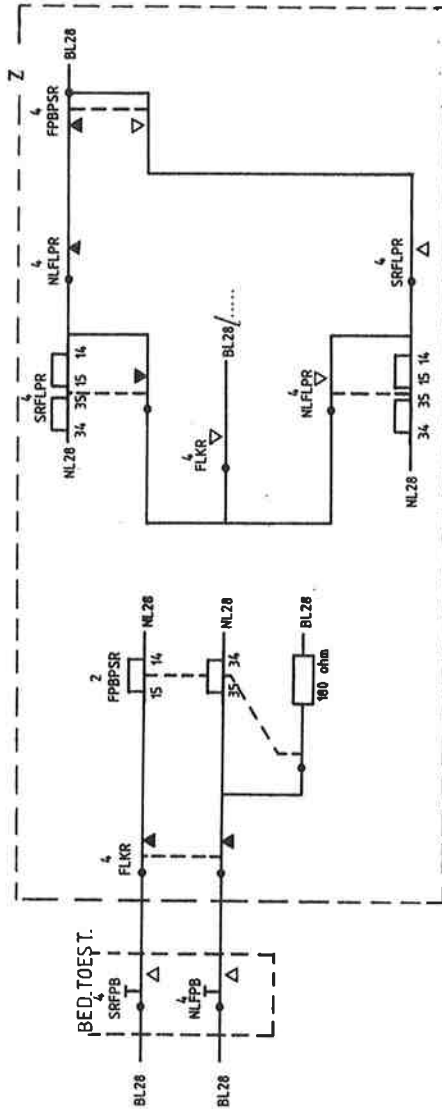 Z
BED. TOEST.
BL28
4
SRFPB
BL28
4
NLFPB
4
FLKR
2
FPBPSR
15 14
NL28
35 34
NL28
180 ohm
BL28
4
SRFLPR
NL28
34 35 15 14
4
NLFLPR
4
FPBPSR
BL28
4
FLKR
BL28/......
4
NLFLPR
NL28
34 35 15 14
4
SRFLPR